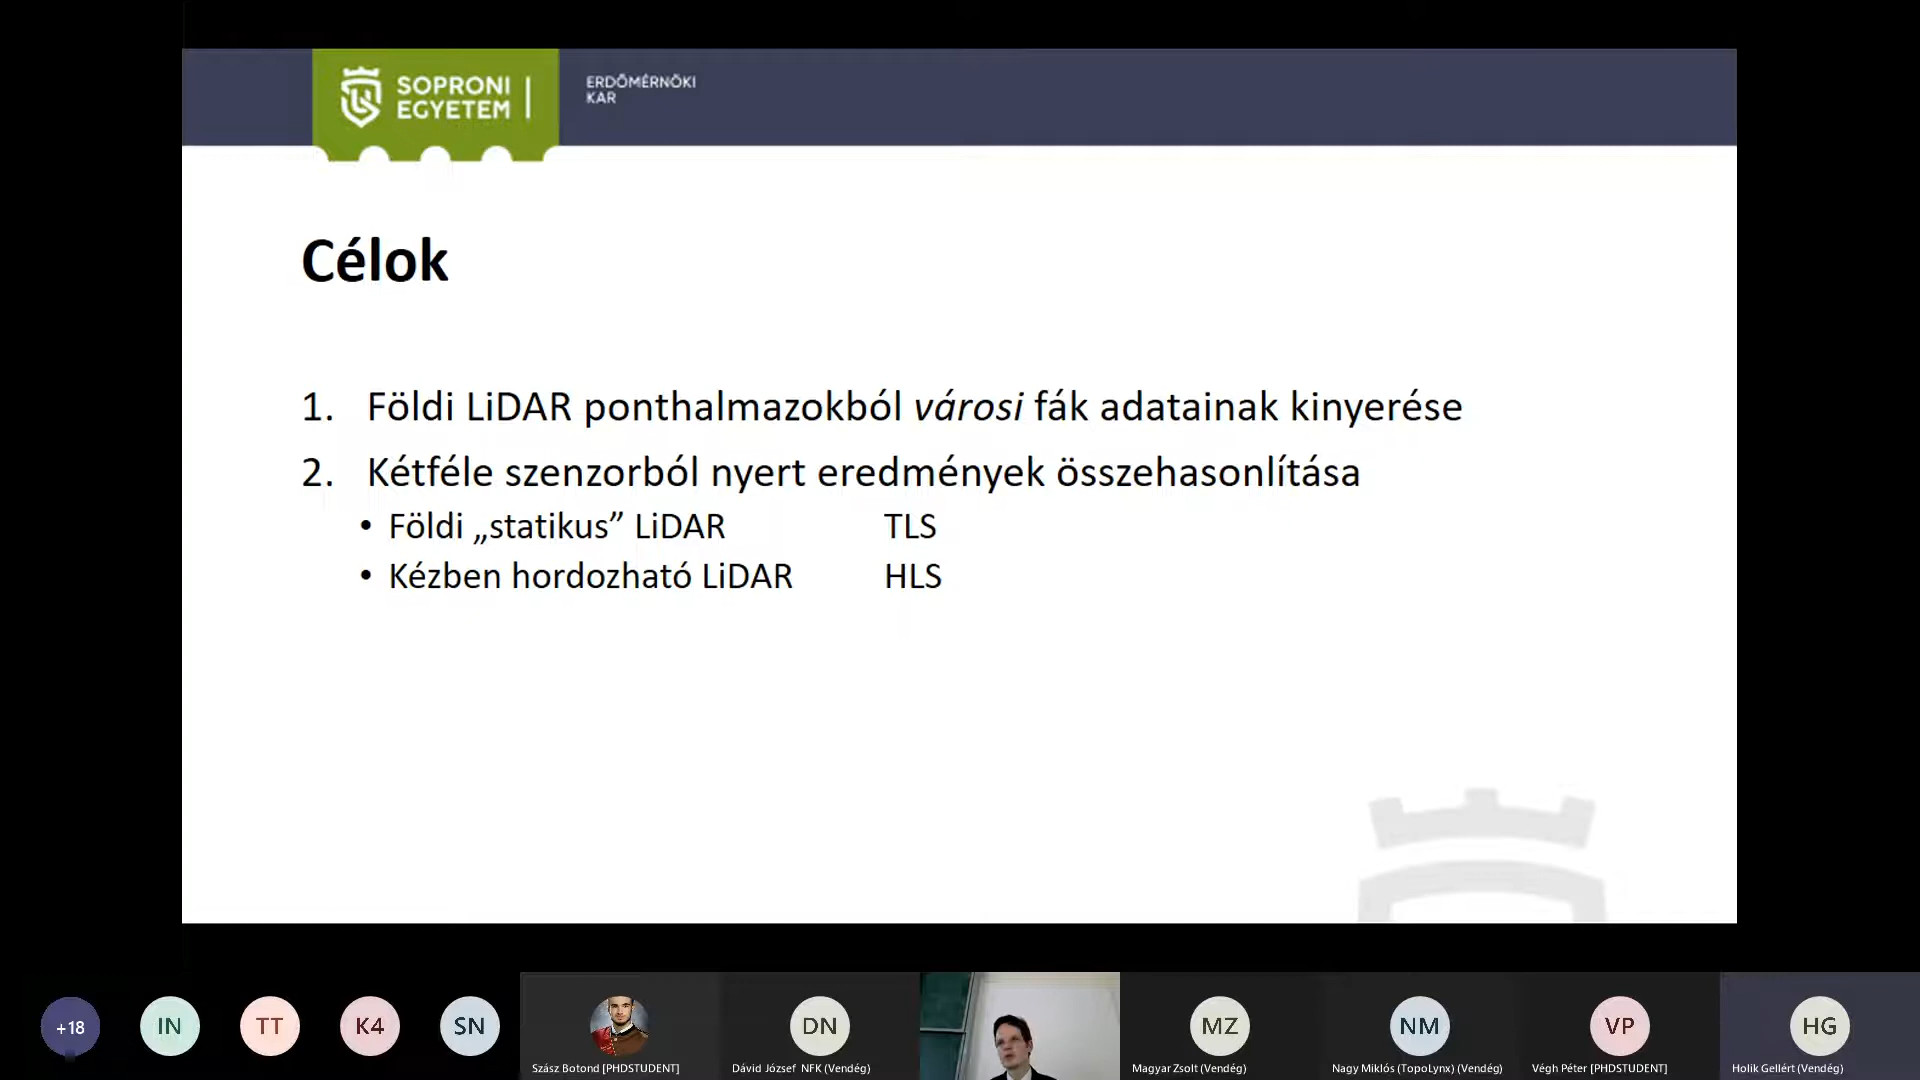 SOPRONI
EGYETEM
ERDŐMÉRNÖKI
KAR
Célok
1. Földi LiDAR ponthalmazokból városi fák adatainak kinyerése
2. Kétféle szenzorból nyert eredmények összehasonlítása
• Földi „statikus” LiDAR TLS
• Kézben hordozható LiDAR HLS
+18
IN
TT
K4
SN
DN
MZ
NM
VP
HG
Szász Botond [PHDSTUDENT]
Dávid József NFK (Vendég)
Magyar Zsolt (Vendég)
Nagy Miklós (TopoLynx) (Vendég)
Végh Péter [PHDSTUDENT]
Holik Gellért (Vendég)